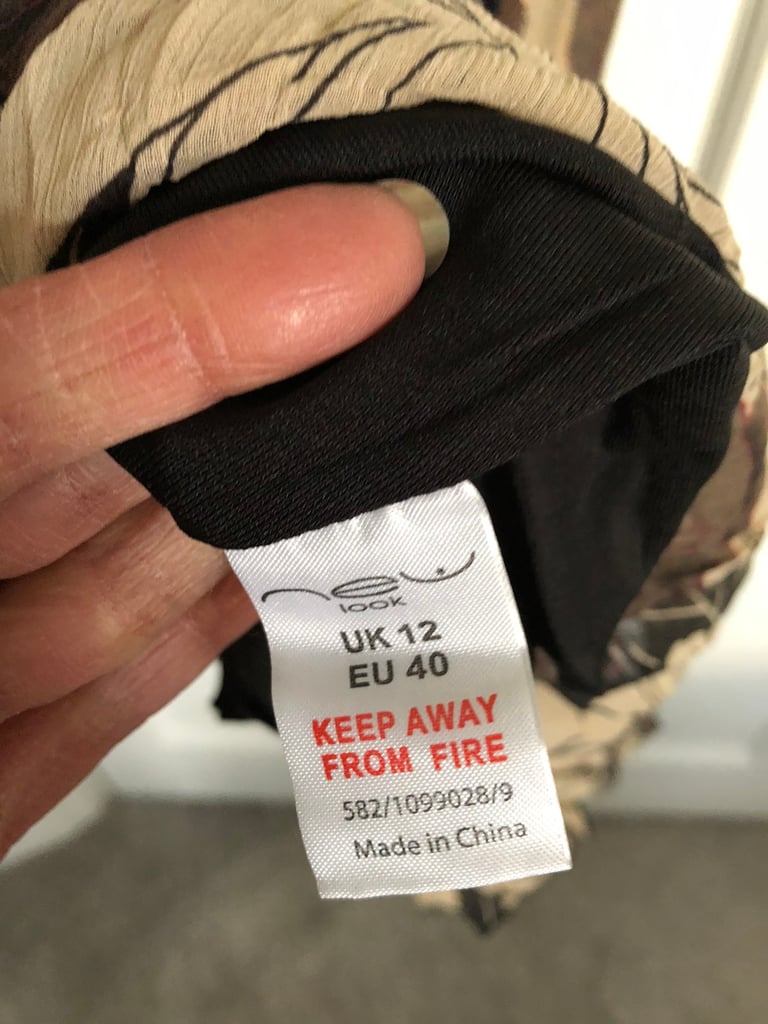 new
look
UK 12
EU 40
KEEP AWAY
FROM FIRE
582/1099028/9
Made in China